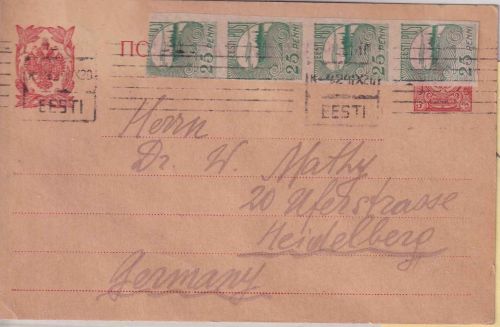 ПО
25 PENNI 25 PENNI 25 PENNI 25 PENNI
EESTI EESTI
Herrn
Dr. W. Mathy
20 Uferstrasse
Heidelberg
Germany